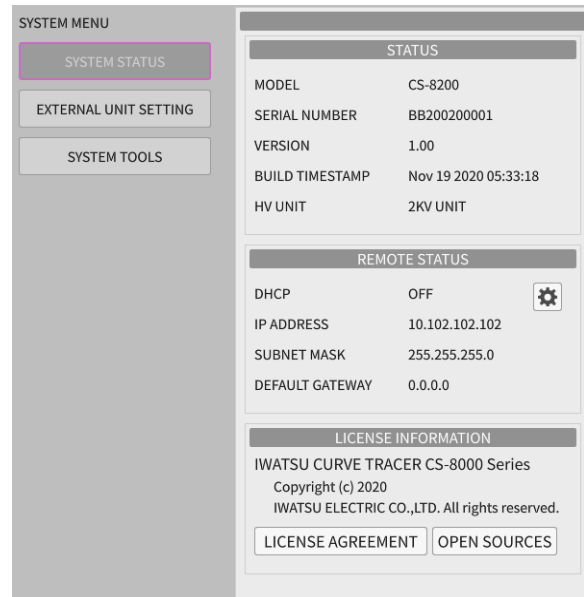 SYSTEM MENU
SYSTEM STATUS
EXTERNAL UNIT SETTING
SYSTEM TOOLS
STATUS
MODEL CS-8200
SERIAL NUMBER BB200200001
VERSION 1.00
BUILD TIMESTAMP Nov 19 2020 05:33:18
HV UNIT 2KV UNIT
REMOTE STATUS
DHCP OFF
IP ADDRESS 10.102.102.102
SUBNET MASK 255.255.255.0
DEFAULT GATEWAY 0.0.0.0
LICENSE INFORMATION
IWATSU CURVE TRACER CS-8000 Series
Copyright (c) 2020
IWATSU ELECTRIC CO.,LTD. All rights reserved.
LICENSE AGREEMENT OPEN SOURCES